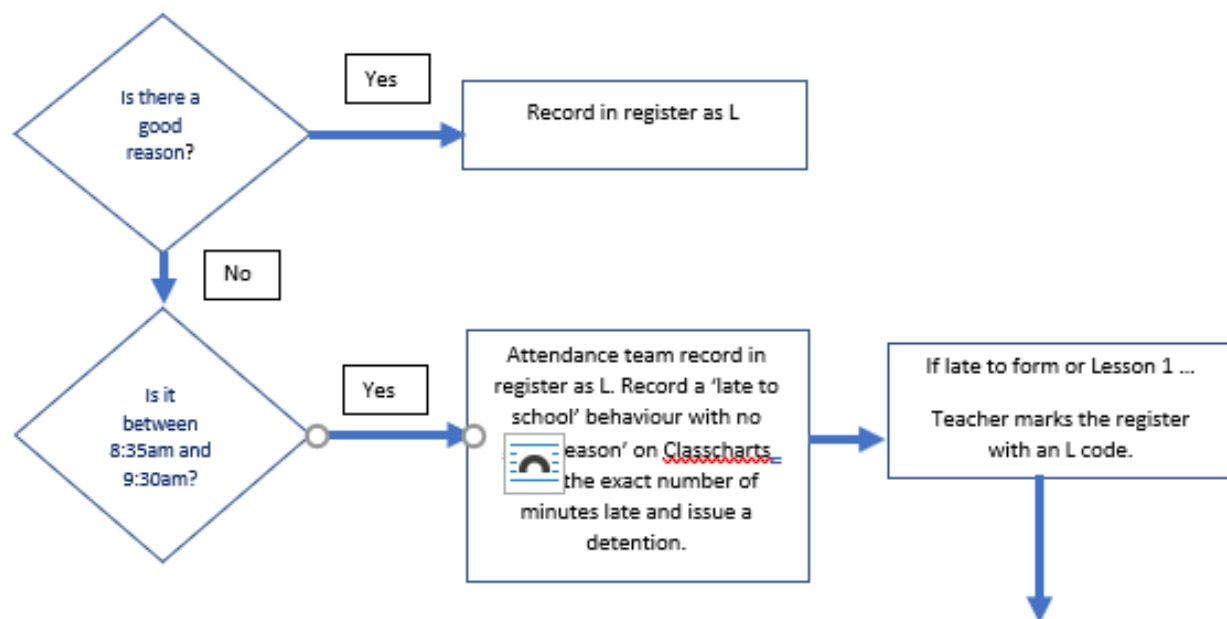 Is there a
good
reason?
Yes
Record in register as L
No
Is it
between
8:35am and
9:30am?
Yes
Attendance team record in
register as L. Record a ‘late to
school’ behaviour with no
eason’ on Classcharts
the exact number of
minutes late and issue a
detention.
If late to form or Lesson 1 …
Teacher marks the register
with an L code.